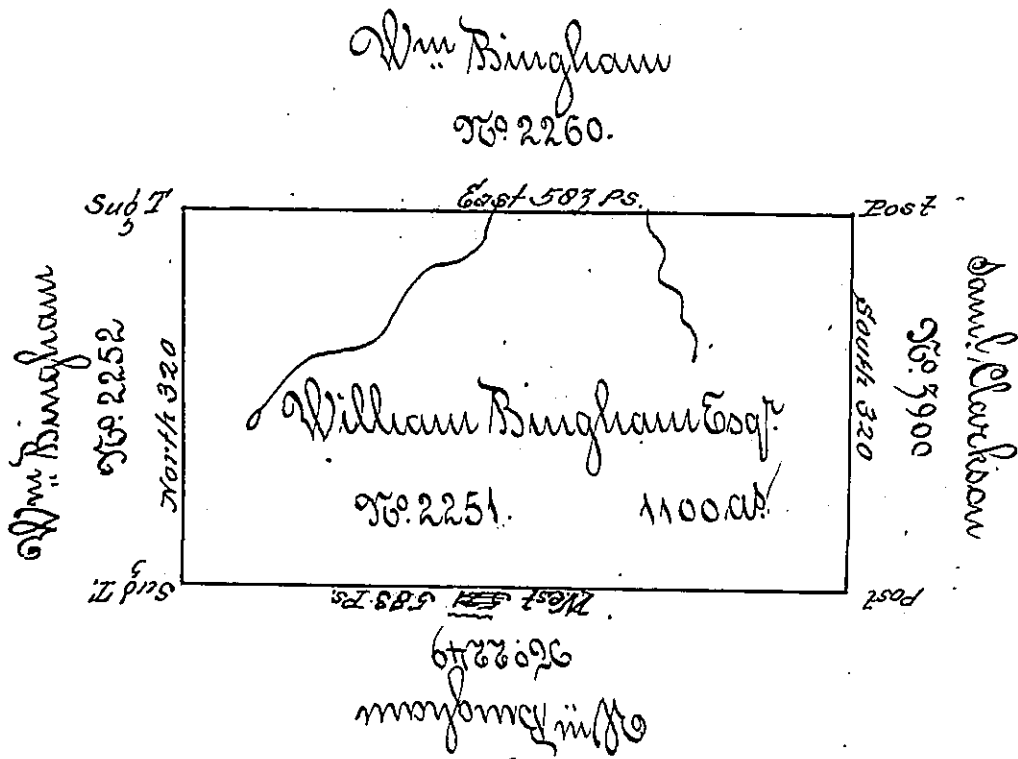 Wm Bingham
No. 2260.
Sug T
East 583 Ps.
Post
Wm Bingham
No. 2252
North 320
South 320
No. 3900
Saml. Clarkson
William Bingham Esqr.
No. 2251. 1100 as.
Sug T.
West 583 Ps.
Post
No. 2249
Wm Bingham